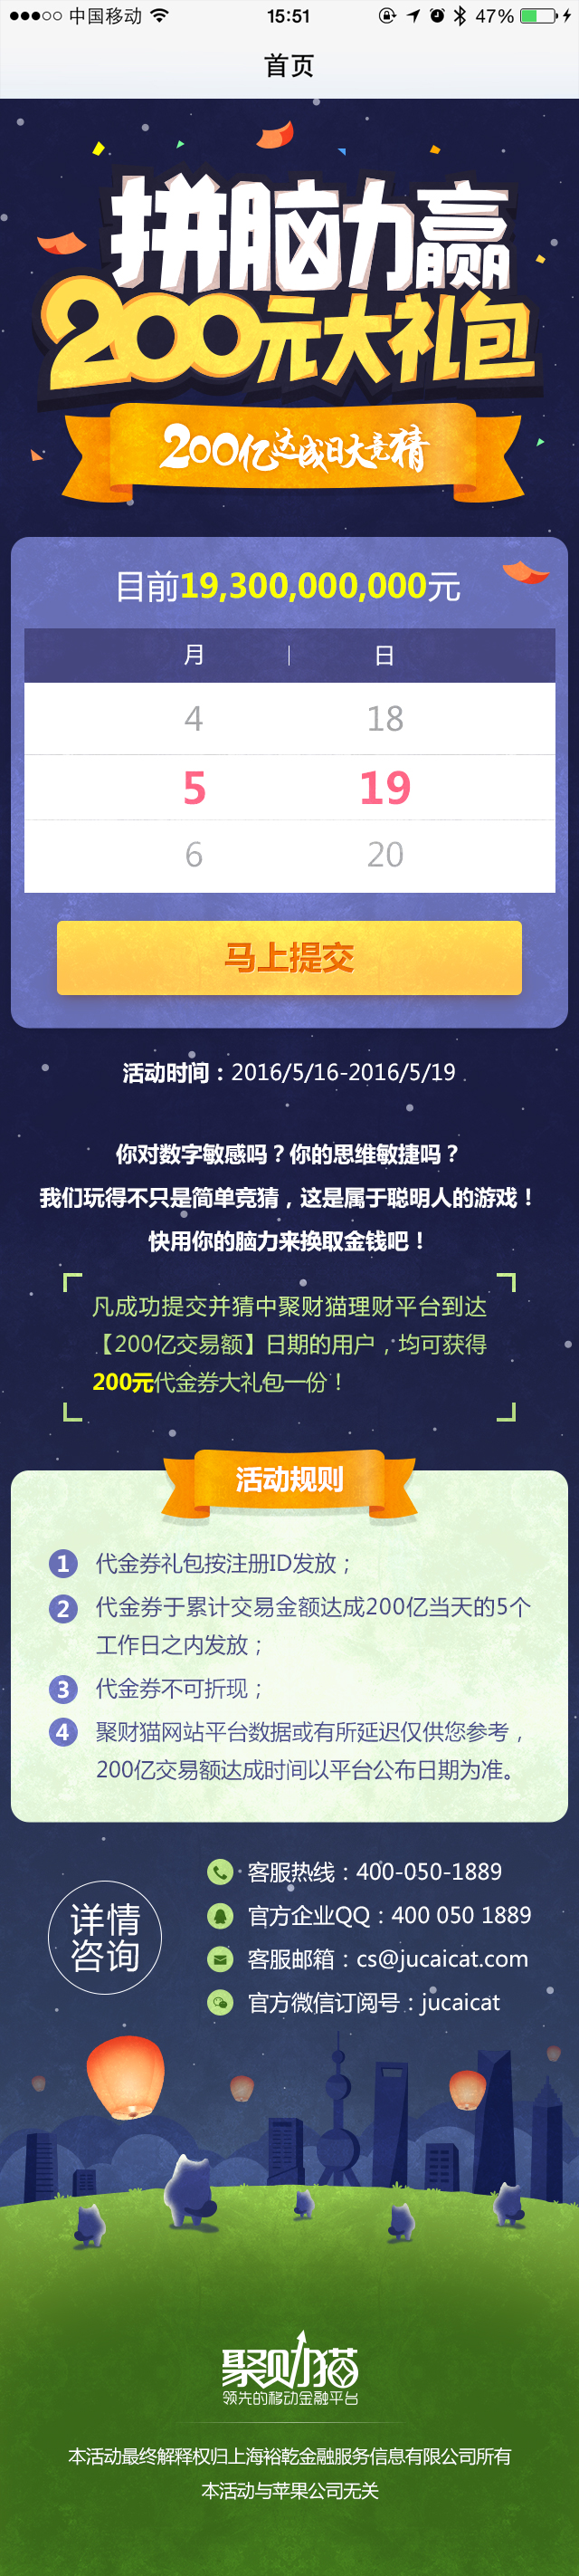 中国移动 15:51 47%
首页
拼脑力赢
200元大礼包
200亿达成日大竞猜
目前19,300,000,000元
月 | 日
4 18
5 19
6 20
马上提交
活动时间：2016/5/16-2016/5/19
你对数字敏感吗？你的思维敏捷吗？
我们玩得不只是简单竞猜，这是属于聪明人的游戏！
快用你的脑力来换取金钱吧！
凡成功提交并猜中聚财猫理财平台到达
【200亿交易额】日期的用户，均可获得
200元代金券大礼包一份！
活动规则
1 代金券礼包按注册ID发放；
2 代金券于累计交易金额达成200亿当天的5个
工作日之内发放；
3 代金券不可折现；
4 聚财猫网站平台数据或有所延迟仅供您参考，
200亿交易额达成时间以平台公布日期为准。
详情
咨询
客服热线：400-050-1889
官方企业QQ：400 050 1889
客服邮箱：cs@jucaicat.com
官方微信订阅号：jucaicat
聚财猫
领先的移动金融平台
本活动最终解释权归上海裕乾金融服务信息有限公司所有
本活动与苹果公司无关